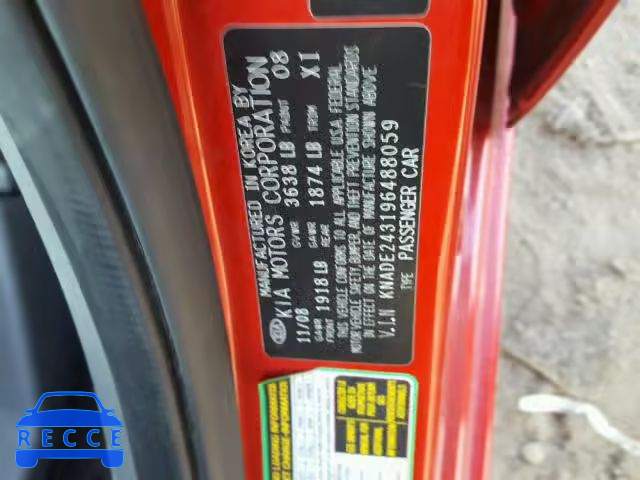 MANUFACTURED IN KOREA BY
KIA MOTORS CORPORATION
11/08 GVWR 3638 LB PAINT 08
GAWR FRONT 1918 LB REAR 1874 LB TRIM X1
THIS VEHICLE CONFORMS TO ALL APPLICABLE U.S.A. FEDERAL
MOTOR VEHICLE SAFETY, BUMPER, AND THEFT PREVENTION STANDARDS
IN EFFECT ON THE DATE OF MANUFACTURE SHOWN ABOVE
V.I.N KNADE243196488059
TYPE PASSENGER CAR
RECCE